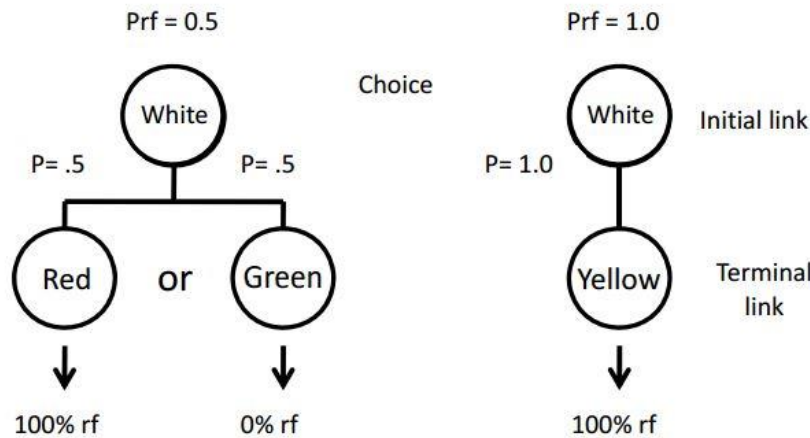 Prf = 0.5
Prf = 1.0
Choice
White
White
Initial link
P= .5
P= .5
P= 1.0
Red
or
Green
Yellow
Terminal
link
100% rf
0% rf
100% rf